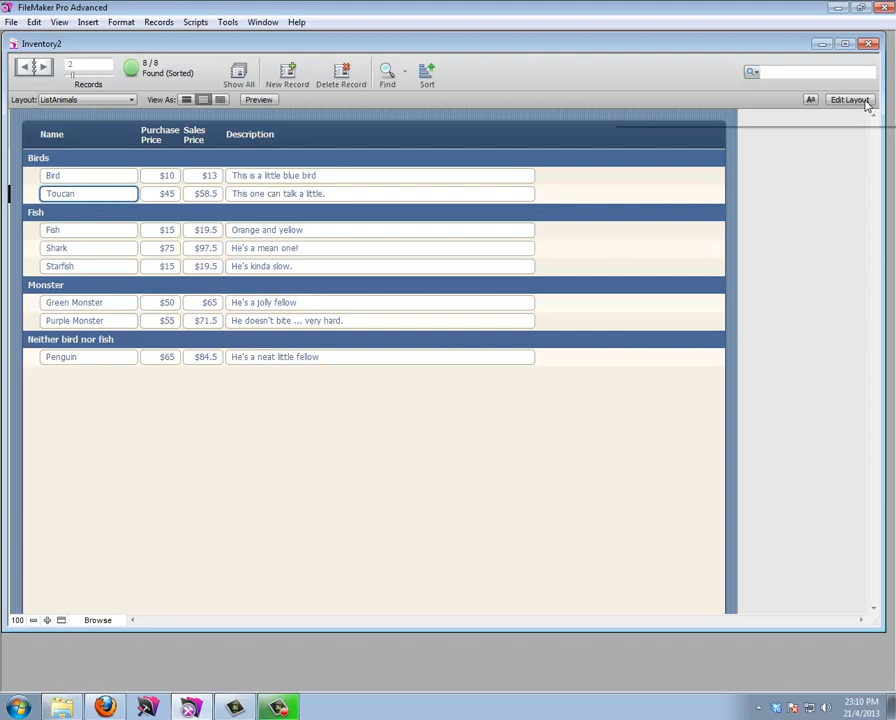 FileMaker Pro Advanced
File Edit View Insert Format Records Scripts Tools Window Help
Inventory2
2
8 / 8
Found (Sorted)
Records
Show All New Record Delete Record Find Sort
Layout: ListAnimals View As: Preview Aa Edit Layout
Name Purchase Price Sales Price Description
Birds
Bird $10 $13 This is a little blue bird
Toucan $45 $58.5 This one can talk a little.
Fish
Fish $15 $19.5 Orange and yellow
Shark $75 $97.5 He's a mean one!
Starfish $15 $19.5 He's kinda slow.
Monster
Green Monster $50 $65 He's a jolly fellow
Purple Monster $55 $71.5 He doesn't bite ... very hard.
Neither bird nor fish
Penguin $65 $84.5 He's a neat little fellow
100 Browse
23:10 PM
21/4/2013